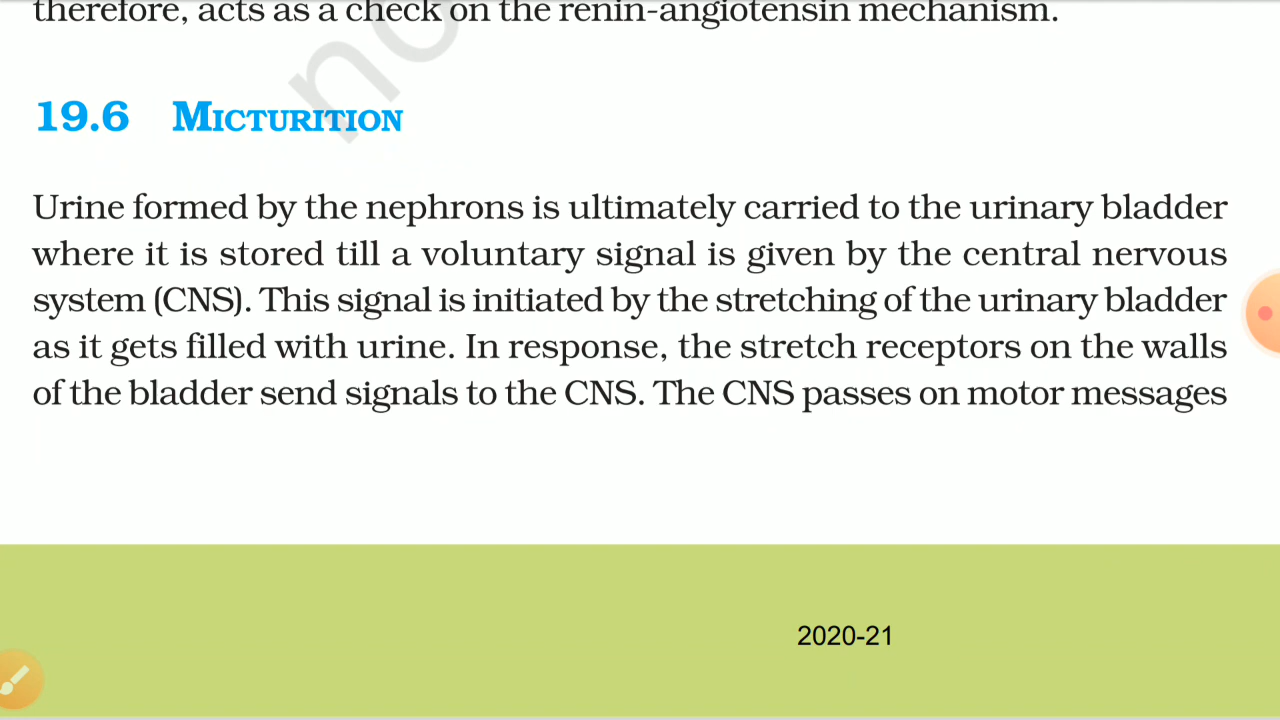 therefore, acts as a check on the renin-angiotensin mechanism.
no
19.6 MICTURITION
Urine formed by the nephrons is ultimately carried to the urinary bladder
where it is stored till a voluntary signal is given by the central nervous
system (CNS). This signal is initiated by the stretching of the urinary bladder
as it gets filled with urine. In response, the stretch receptors on the walls
of the bladder send signals to the CNS. The CNS passes on motor messages
2020-21